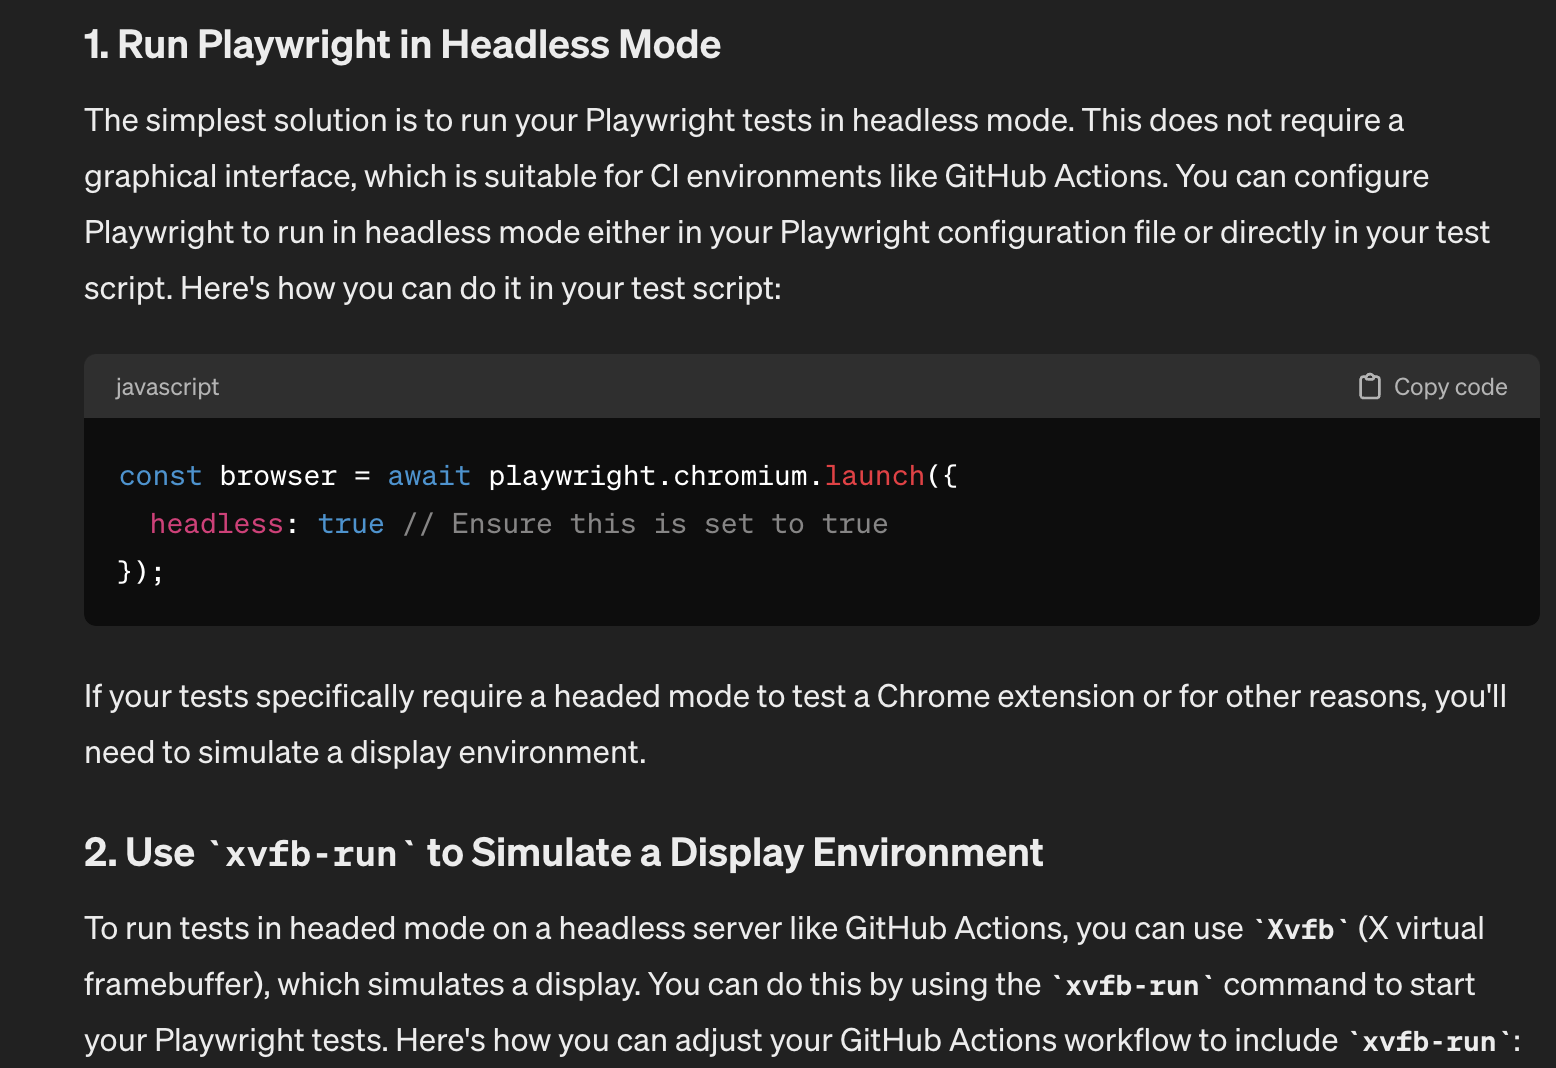 1. Run Playwright in Headless Mode
The simplest solution is to run your Playwright tests in headless mode. This does not require a
graphical interface, which is suitable for CI environments like GitHub Actions. You can configure
Playwright to run in headless mode either in your Playwright configuration file or directly in your test
script. Here's how you can do it in your test script:
javascript
Copy code
const browser = await playwright.chromium.launch({
  headless: true // Ensure this is set to true
});
If your tests specifically require a headed mode to test a Chrome extension or for other reasons, you'll
need to simulate a display environment.
2. Use `xvfb-run` to Simulate a Display Environment
To run tests in headed mode on a headless server like GitHub Actions, you can use `Xvfb` (X virtual
framebuffer), which simulates a display. You can do this by using the `xvfb-run` command to start
your Playwright tests. Here's how you can adjust your GitHub Actions workflow to include `xvfb-run`: